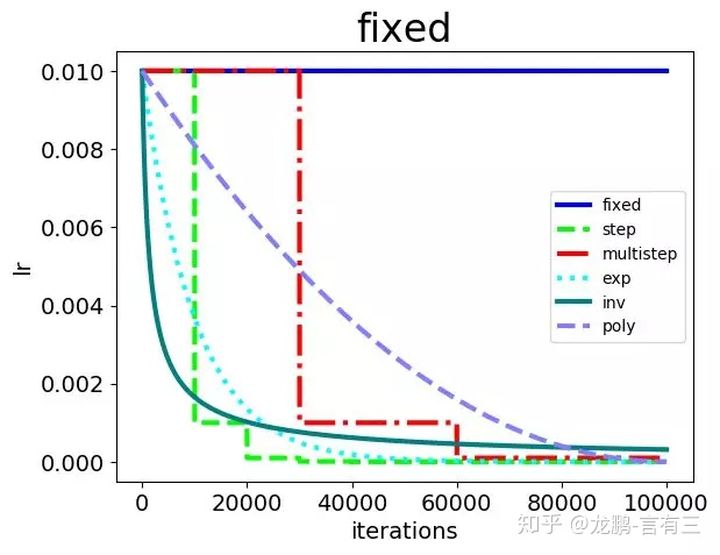 fixed
0.010
0.008
0.006
0.004
0.002
0.000
lr
fixed
step
multistep
exp
inv
poly
0
20000
40000
60000
80000
100000
iterations
知乎 @龙鹏-言有三